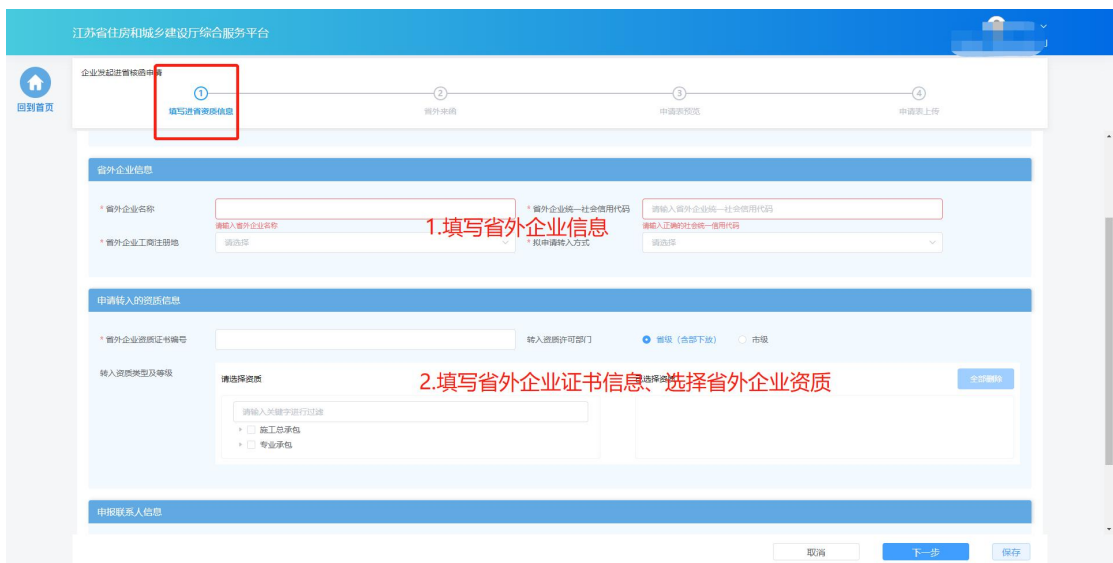 江苏省住房和城乡建设厅综合服务平台
回到首页
企业发起进省核函申请
1 2 3 4
填写进省资质信息 省外来函 申请表预览 申请表上传
省外企业信息
* 省外企业名称 * 省外企业统一社会信用代码 请输入省外企业统一社会信用代码
请输入省外企业名称 请输入正确的社会统一信用代码
1.填写省外企业信息
* 省外企业工商注册地 请选择 * 拟申请转入方式 请选择
申请转入的资质信息
* 省外企业资质证书编号 转入资质许可部门 省级（含部下放） 市级
转入资质类型及等级 请选择资质 已选择资质 全部删除
2.填写省外企业证书信息、选择省外企业资质
请输入关键字进行过滤
施工总承包
专业承包
申报联系人信息
取消 下一步 保存